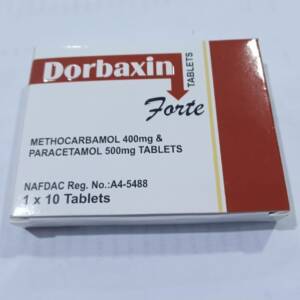 Dorbaxin
TABLETS
Forte
METHOCARBAMOL 400mg &
PARACETAMOL 500mg TABLETS
NAFDAC Reg. No.:A4-5488
1 x 10 Tablets